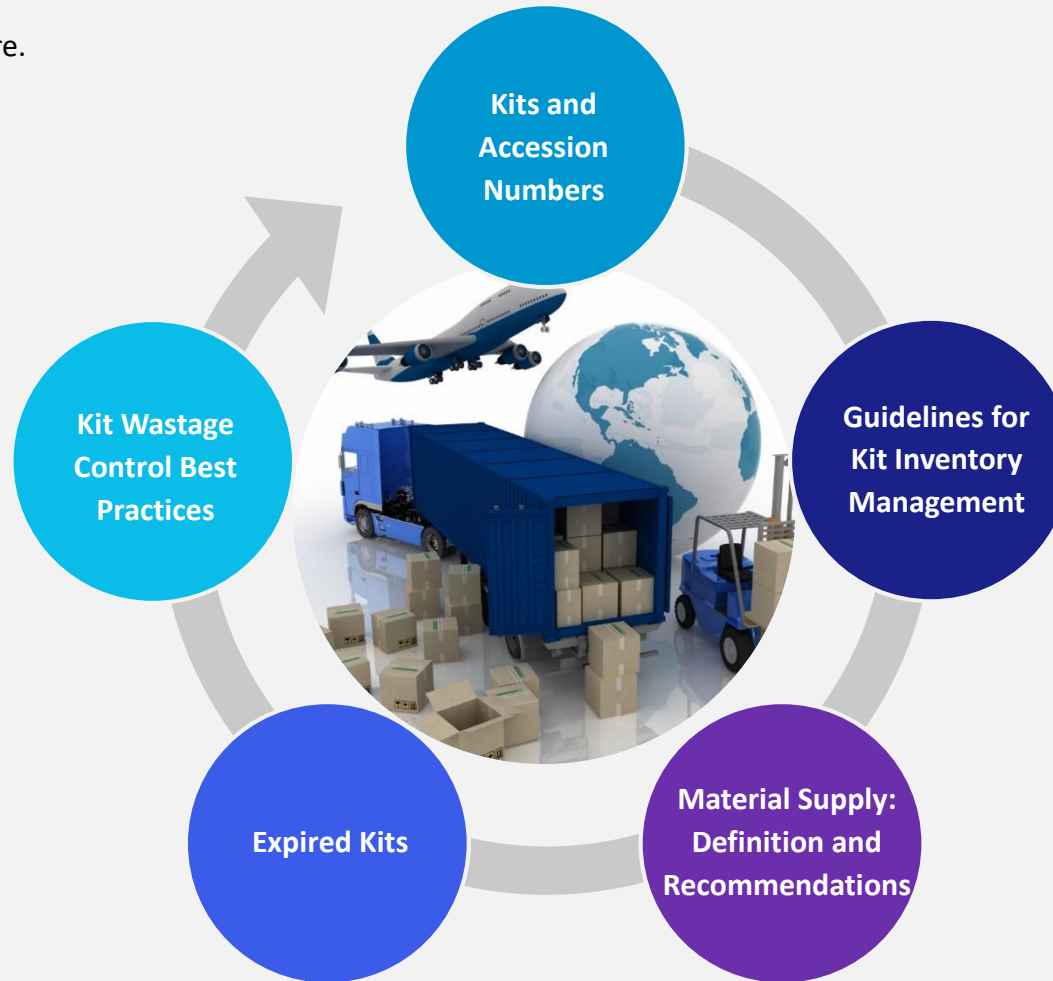 re.
Kits and
Accession
Numbers
Guidelines for
Kit Inventory
Management
Material Supply:
Definition and
Recommendations
Expired Kits
Kit Wastage
Control Best
Practices